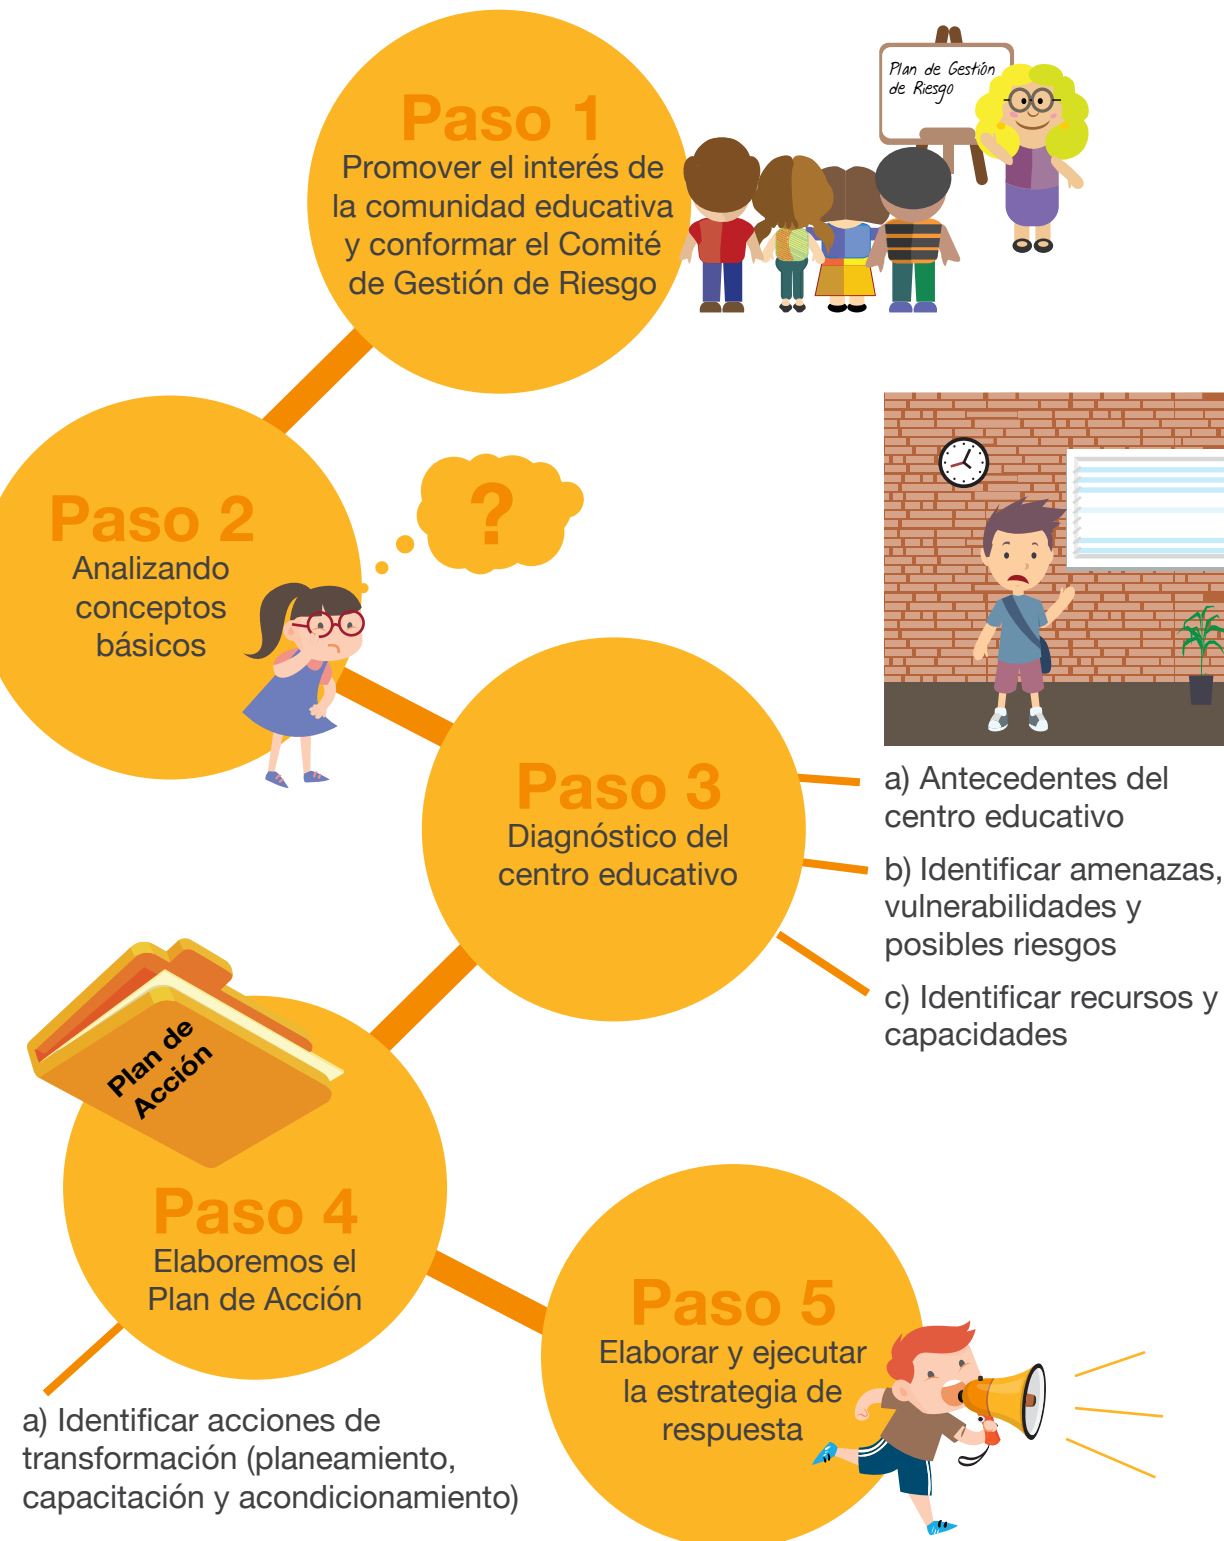 Paso 1
Promover el interés de
la comunidad educativa
y conformar el Comité
de Gestión de Riesgo
Plan de Gestión
de Riesgo
Paso 2
Analizando
conceptos
básicos
?
Paso 3
Diagnóstico del
centro educativo
a) Antecedentes del
centro educativo
b) Identificar amenazas,
vulnerabilidades y
posibles riesgos
c) Identificar recursos y
capacidades
Plan de
Acción
Paso 4
Elaboremos el
Plan de Acción
a) Identificar acciones de
transformación (planeamiento,
capacitación y acondicionamiento)
Paso 5
Elaborar y ejecutar
la estrategia de
respuesta